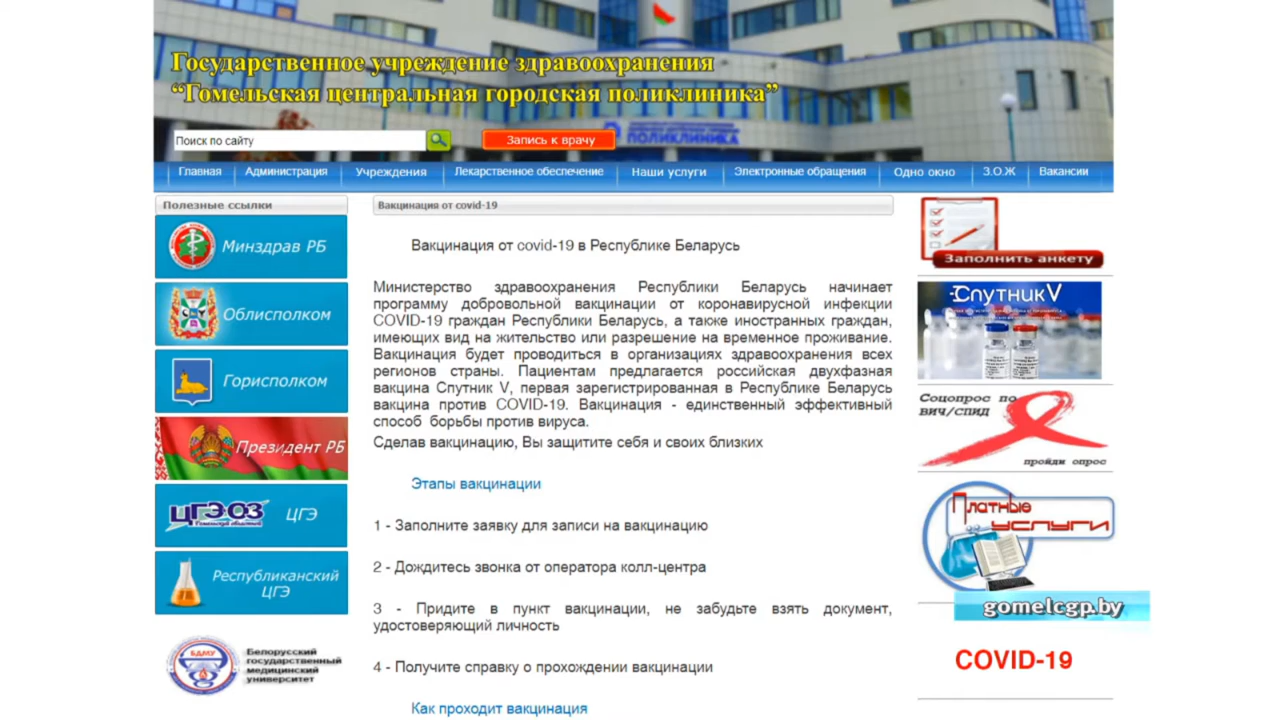 Государственное учреждение здравоохранения
“Гомельская центральная городская поликлиника”
Поиск по сайту
Запись к врачу
ПОЛИКЛИНИКА
Главная
Администрация
Учреждения
Лекарственное обеспечение
Наши услуги
Электронные обращения
Одно окно
З.О.Ж
Вакансии
Полезные ссылки
Минздрав РБ
Облисполком
Горисполком
Президент РБ
ЦГЭ.ОЗ
ЦГЭ
Республиканский
ЦГЭ
БДМУ
Белорусский
государственный
медицинский
университет
Вакцинация от covid-19
Вакцинация от covid-19 в Республике Беларусь
Министерство здравоохранения Республики Беларусь начинает
программу добровольной вакцинации от коронавирусной инфекции
COVID-19 граждан Республики Беларусь, а также иностранных граждан,
имеющих вид на жительство или разрешение на временное проживание.
Вакцинация будет проводиться в организациях здравоохранения всех
регионов страны. Пациентам предлагается российская двухфазная
вакцина Спутник V, первая зарегистрированная в Республике Беларусь
вакцина против COVID-19. Вакцинация - единственный эффективный
способ борьбы против вируса.
Сделав вакцинацию, Вы защитите себя и своих близких
Этапы вакцинации
1 - Заполните заявку для записи на вакцинацию
2 - Дождитесь звонка от оператора колл-центра
3 - Придите в пункт вакцинации, не забудьте взять документ,
удостоверяющий личность
4 - Получите справку о прохождении вакцинации
Как проходит вакцинация
Заполнить анкету
Спутник V
Соцопрос по
ВИЧ/СПИД
пройди опрос
Платные
услуги
gomelcgp.by
COVID-19